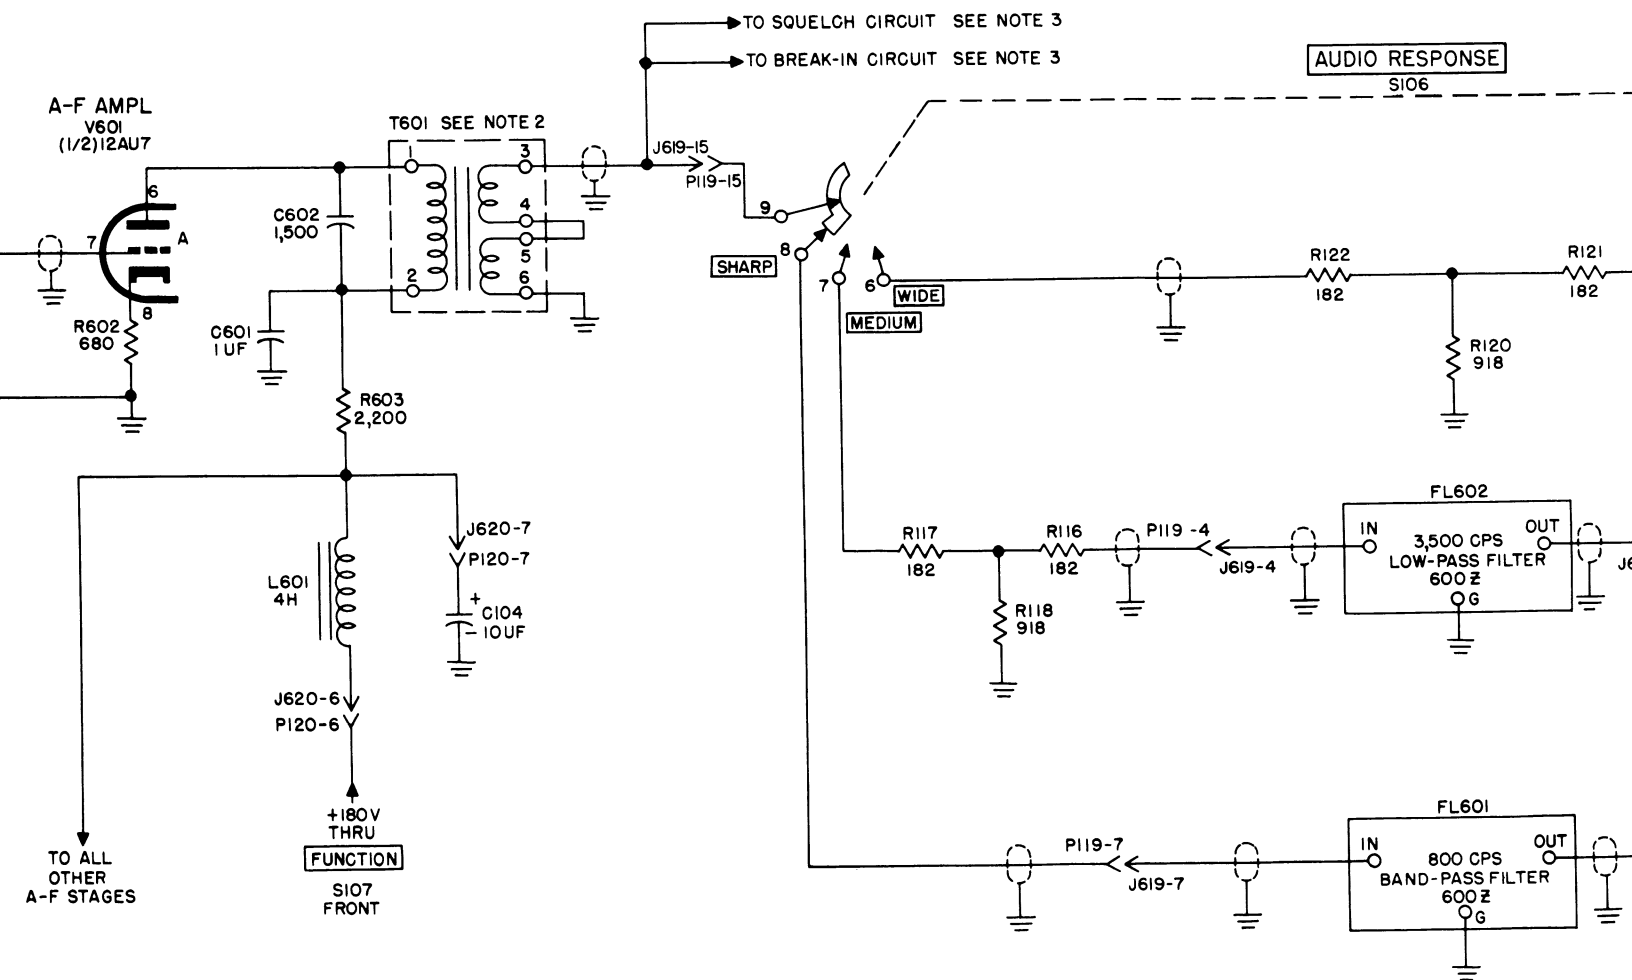 TO SQUELCH CIRCUIT SEE NOTE 3
TO BREAK-IN CIRCUIT SEE NOTE 3
AUDIO RESPONSE
S106
A-F AMPL
V601
(1/2)12AU7
T601 SEE NOTE 2
1
3
J619-15
P119-15
6
7
A
8
C602
1,500
4
5
2
6
9
8
SHARP
7
6
WIDE
MEDIUM
R122
182
R121
182
R120
918
R602
680
C601
1UF
R603
2,200
J620-7
P120-7
L601
4H
+
C104
- 10UF
J620-6
P120-6
+180V
THRU
FUNCTION
S107
FRONT
TO ALL
OTHER
A-F STAGES
R117
182
R116
182
P119-4
J619-4
R118
918
FL602
IN
OUT
3,500 CPS
LOW-PASS FILTER
600 Z
G
J6
P119-7
J619-7
FL601
IN
OUT
800 CPS
BAND-PASS FILTER
600 Z
G